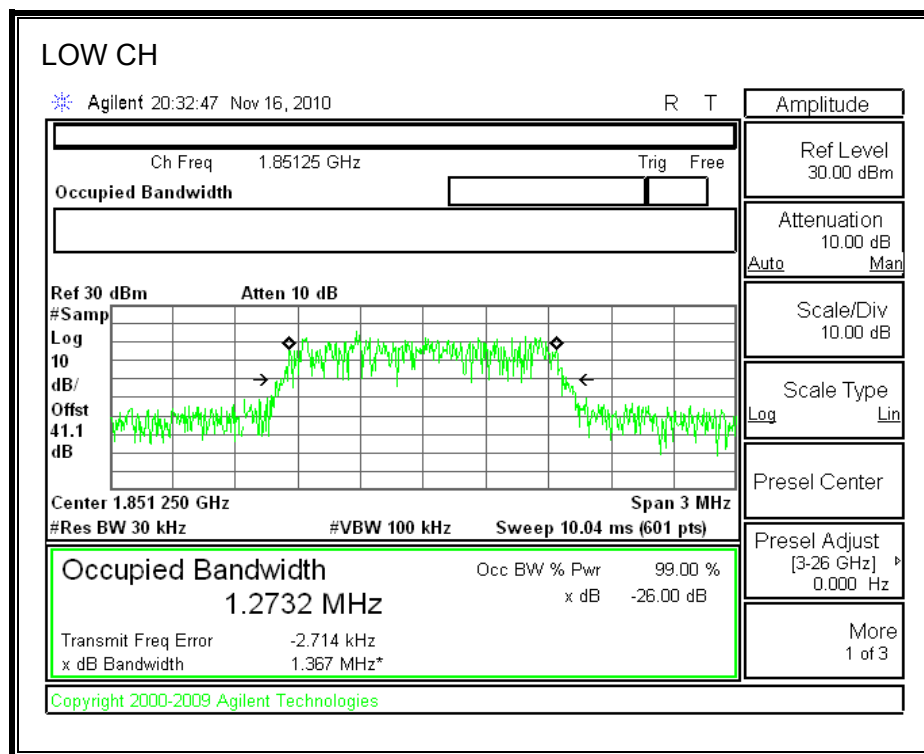 LOW CH
Agilent 20:32:47 Nov 16, 2010 R T
Ch Freq 1.85125 GHz Trig Free
Occupied Bandwidth
Ref 30 dBm Atten 10 dB
#Samp
Log
10
dB/
Offst
41.1
dB
Center 1.851 250 GHz Span 3 MHz
#Res BW 30 kHz #VBW 100 kHz Sweep 10.04 ms (601 pts)
Occupied Bandwidth Occ BW % Pwr 99.00 %
1.2732 MHz x dB -26.00 dB
Transmit Freq Error -2.714 kHz
x dB Bandwidth 1.367 MHz*
Copyright 2000-2009 Agilent Technologies
Amplitude
Ref Level
30.00 dBm
Attenuation
10.00 dB
Auto Man
Scale/Div
10.00 dB
Scale Type
Log Lin
Presel Center
Presel Adjust
[3-26 GHz]
0.000 Hz
More
1 of 3